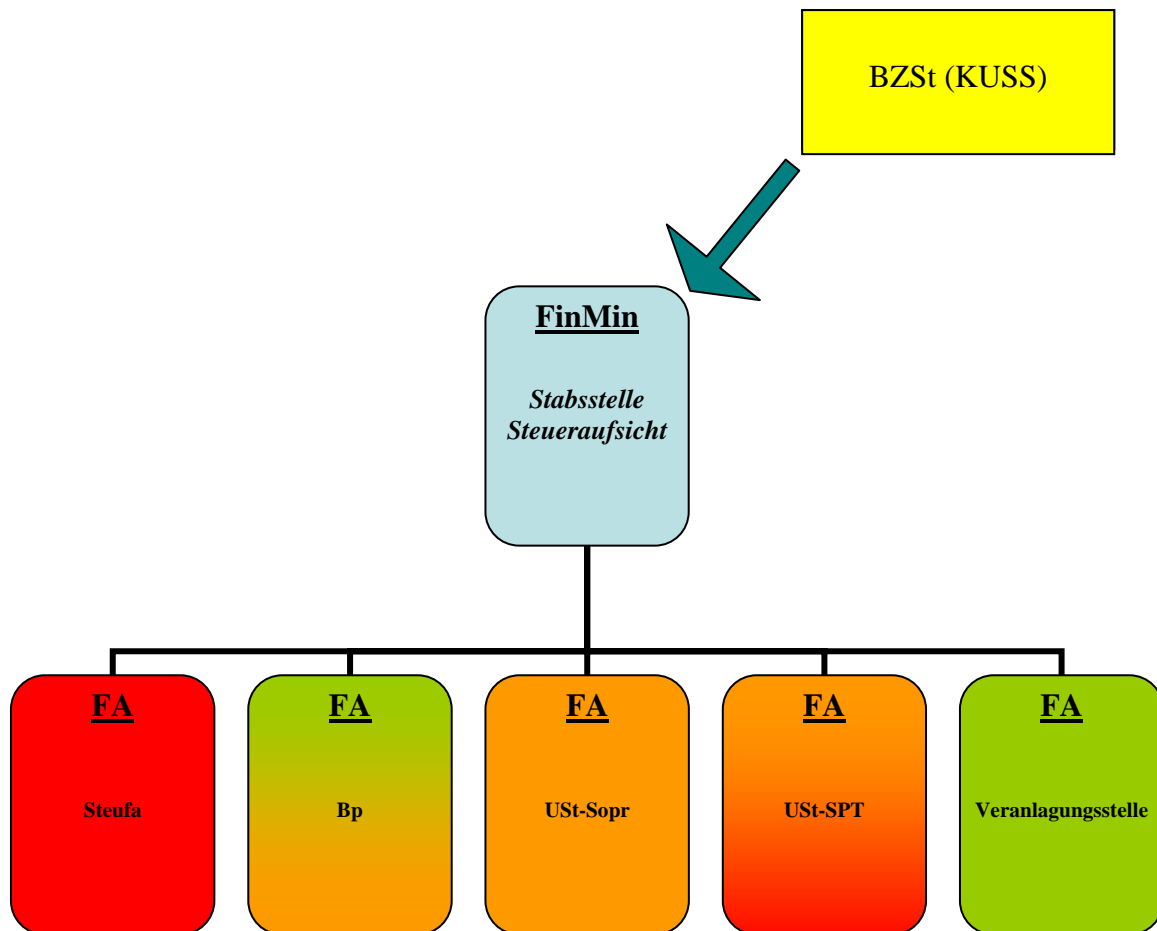 BZSt (KUSS)
FinMin
Stabsstelle
Steueraufsicht
FA
Steufa
FA
Bp
FA
USt-Sopr
FA
USt-SPT
FA
Veranlagungsstelle